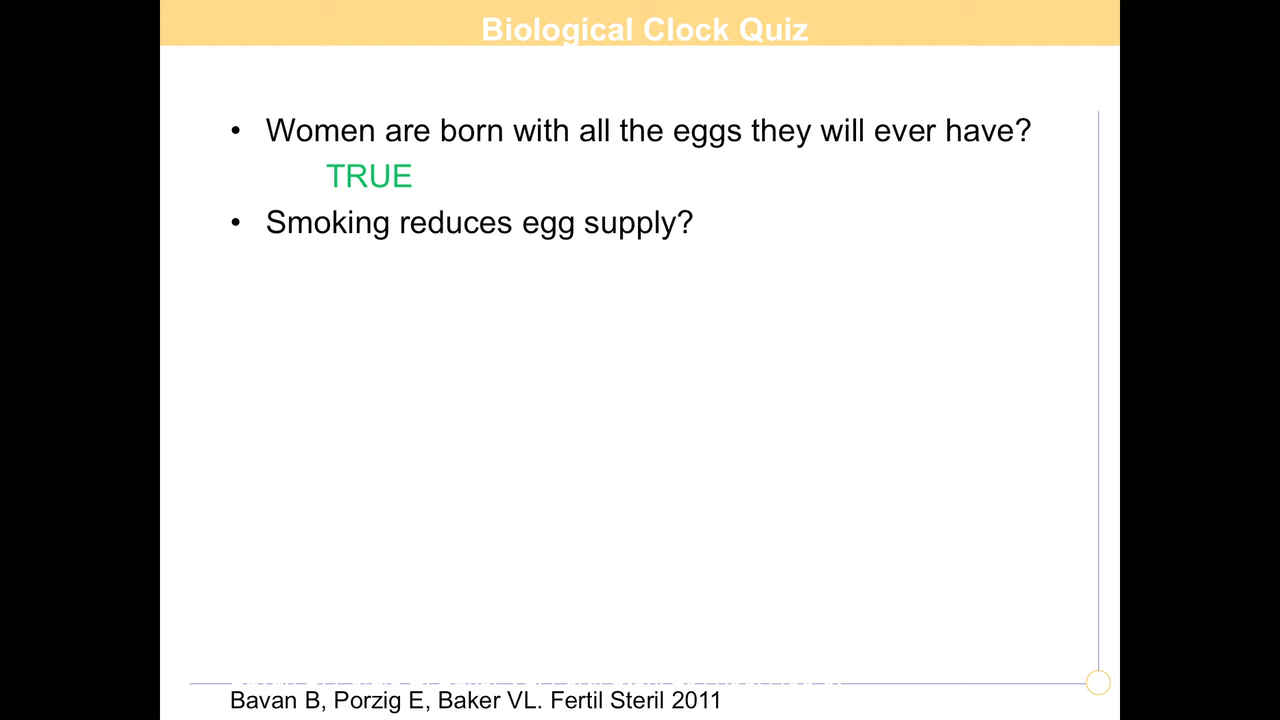 Biological Clock Quiz
• Women are born with all the eggs they will ever have?
TRUE
• Smoking reduces egg supply?
Bavan B, Porzig E, Baker VL. Fertil Steril 2011